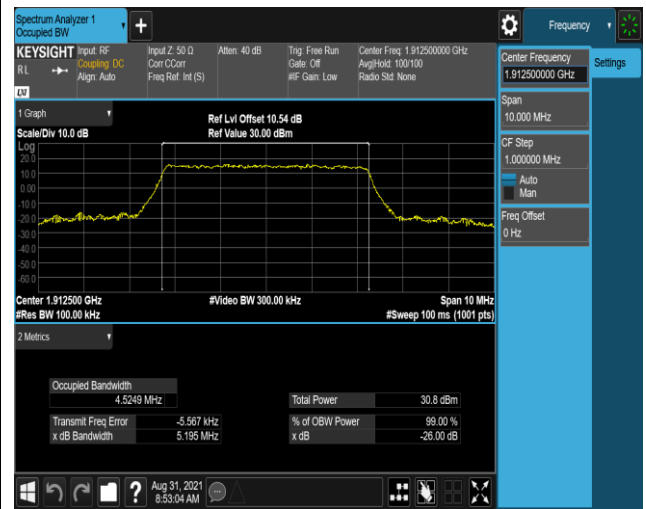 Spectrum Analyzer 1
Occupied BW
Frequency
KEYSIGHT
RL
LXI
Input: RF
Coupling: DC
Align: Auto
Input Z: 50 Ω
Corr CCorr
Freq Ref: Int (S)
Atten: 40 dB
Trig: Free Run
Gate: Off
#IF Gain: Low
Center Freq: 1.912500000 GHz
Avg|Hold: 100/100
Radio Std: None
Center Frequency
1.912500000 GHz
Settings
Span
10.000 MHz
CF Step
1.000000 MHz
Auto
Man
Freq Offset
0 Hz
1 Graph
Scale/Div 10.0 dB
Ref Lvl Offset 10.54 dB
Ref Value 30.00 dBm
Log
20.0
10.0
0.00
-10.0
-20.0
-30.0
-40.0
-50.0
-60.0
Center 1.912500 GHz
#Video BW 300.00 kHz
Span 10 MHz
#Res BW 100.00 kHz
#Sweep 100 ms (1001 pts)
2 Metrics
Occupied Bandwidth
4.5249 MHz
Total Power 30.8 dBm
Transmit Freq Error -5.567 kHz
% of OBW Power 99.00 %
x dB Bandwidth 5.195 MHz
x dB -26.00 dB
?
Aug 31, 2021
8:53:04 AM